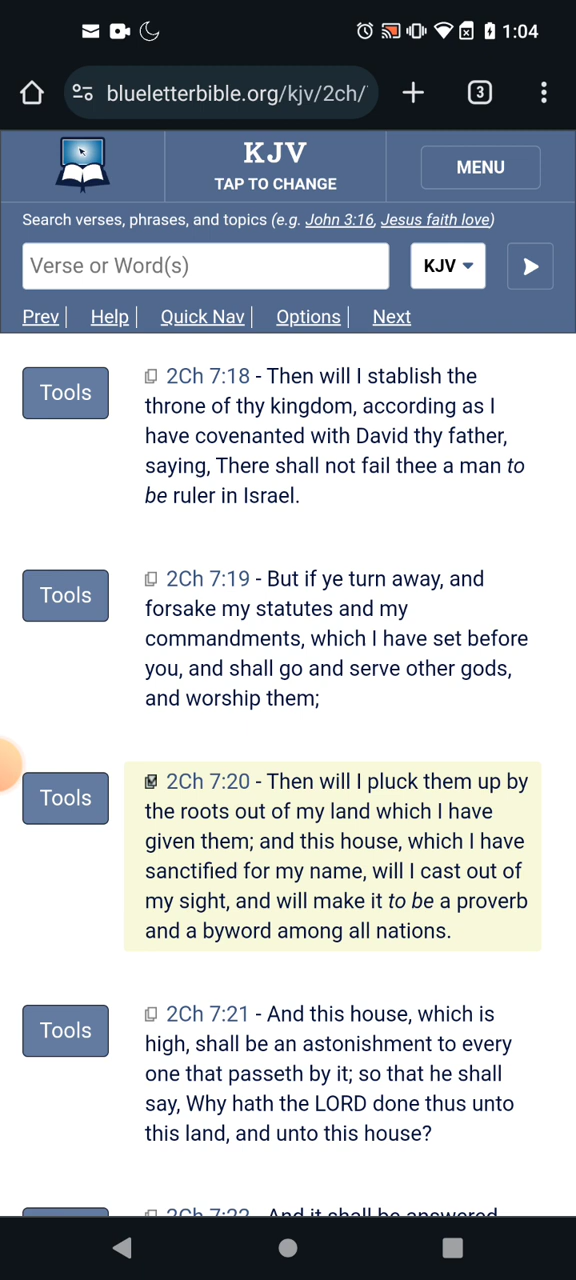 1:04
blueletterbible.org/kjv/2ch/
3
KJV
TAP TO CHANGE
MENU
Search verses, phrases, and topics (e.g. John 3:16, Jesus faith love)
Verse or Word(s)
KJV
Prev | Help | Quick Nav | Options | Next
Tools
2Ch 7:18 - Then will I stablish the
throne of thy kingdom, according as I
have covenanted with David thy father,
saying, There shall not fail thee a man to
be ruler in Israel.
Tools
2Ch 7:19 - But if ye turn away, and
forsake my statutes and my
commandments, which I have set before
you, and shall go and serve other gods,
and worship them;
Tools
2Ch 7:20 - Then will I pluck them up by
the roots out of my land which I have
given them; and this house, which I have
sanctified for my name, will I cast out of
my sight, and will make it to be a proverb
and a byword among all nations.
Tools
2Ch 7:21 - And this house, which is
high, shall be an astonishment to every
one that passeth by it; so that he shall
say, Why hath the LORD done thus unto
this land, and unto this house?
2Ch 7:22 - And it shall be answered